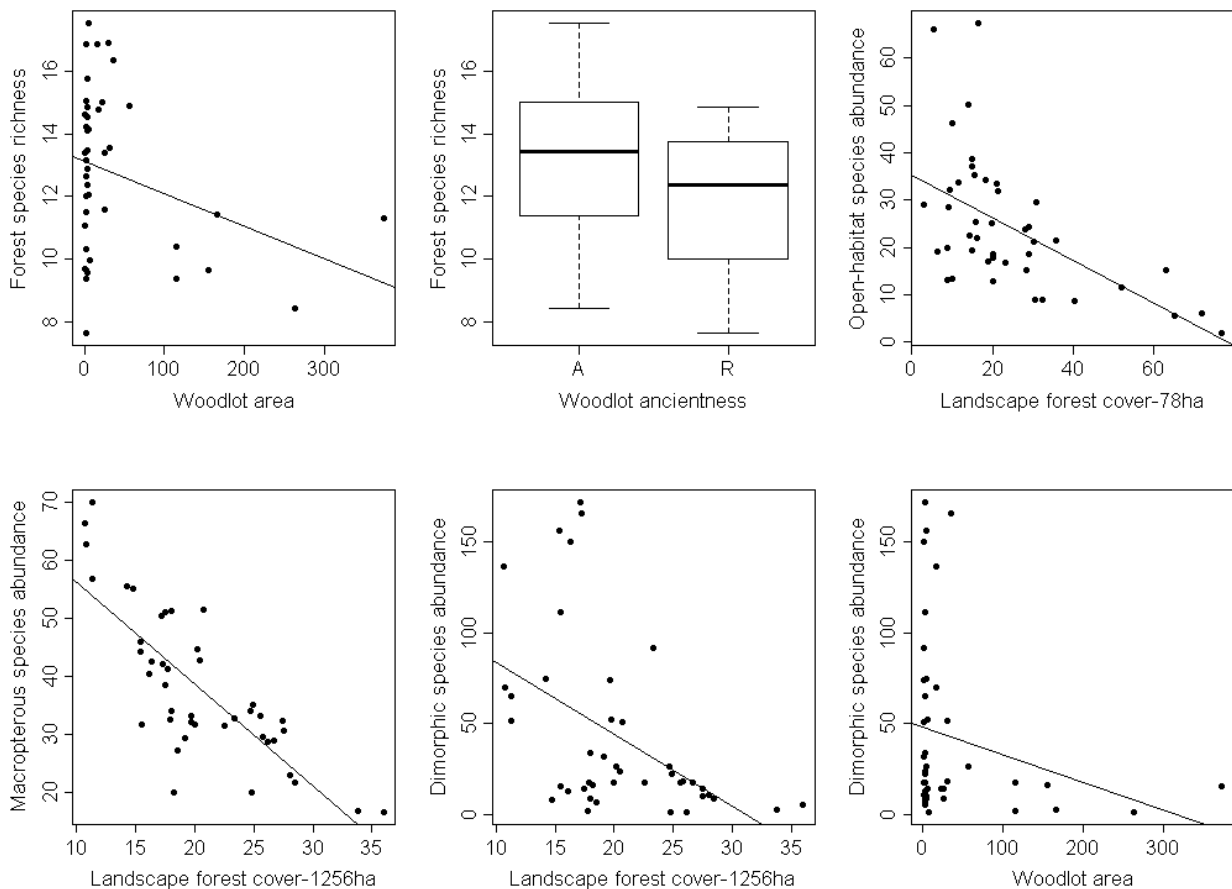 Forest species richness
8 10 12 14 16
0 100 200 300
Woodlot area
Forest species richness
8 10 12 14 16
A R
Woodlot ancientness
Open-habitat species abundance
0 10 20 30 40 50 60
0 20 40 60
Landscape forest cover-78ha
Macropterous species abundance
20 30 40 50 60 70
10 15 20 25 30 35
Landscape forest cover-1256ha
Dimorphic species abundance
0 50 100 150
10 15 20 25 30 35
Landscape forest cover-1256ha
Dimorphic species abundance
0 50 100 150
0 100 200 300
Woodlot area